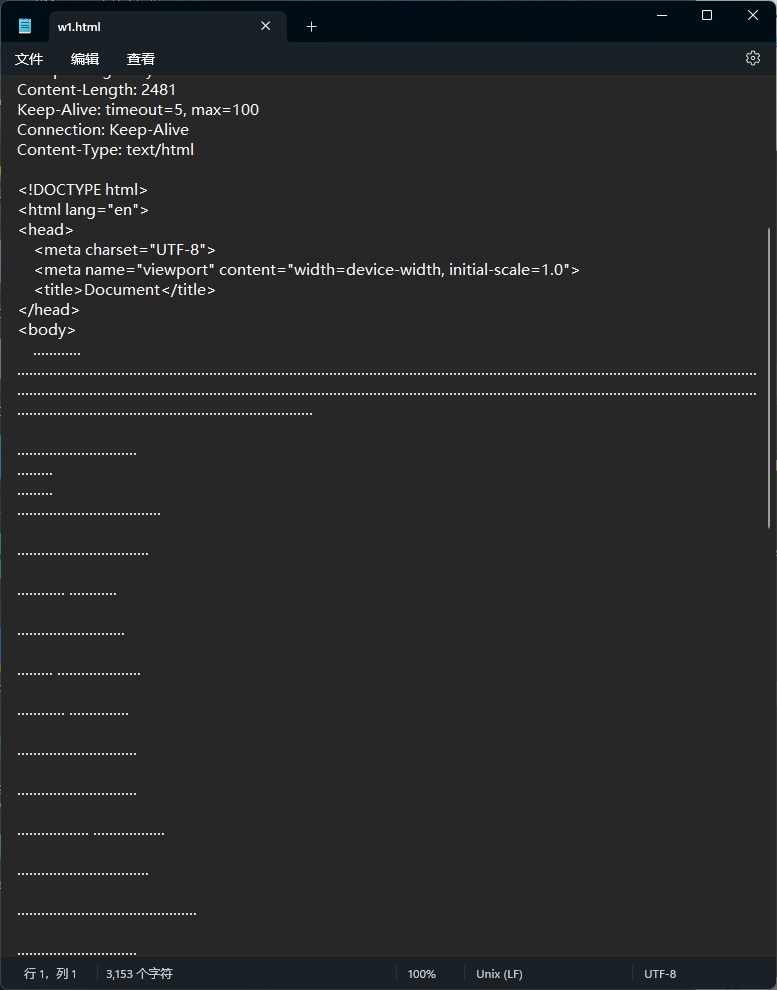 w1.html
文件 编辑 查看
Content-Length: 2481
Keep-Alive: timeout=5, max=100
Connection: Keep-Alive
Content-Type: text/html
<!DOCTYPE html>
<html lang="en">
<head>
<meta charset="UTF-8">
<meta name="viewport" content="width=device-width, initial-scale=1.0">
<title>Document</title>
</head>
<body>
行 1，列 1 3,153 个字符 100% Unix (LF) UTF-8